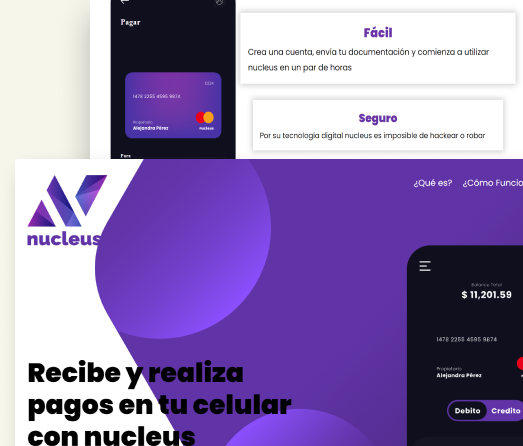 Pagar
Fácil
Crea una cuenta, envía tu documentación y comienza a utilizar
nucleus en un par de horas
1478 2255 4595 9874
Propietario
Alejandra Pérez
nucleus
Seguro
Por su tecnología digital nucleus es imposible de hackear o robar
Para
nucleus
¿Qué es? ¿Cómo Funcio
Balance Total
$ 11,201.59
1478 2255 4595 9874
Propietario
Alejandra Pérez
Debito Credito
Recibe y realiza
pagos en tu celular
con nucleus